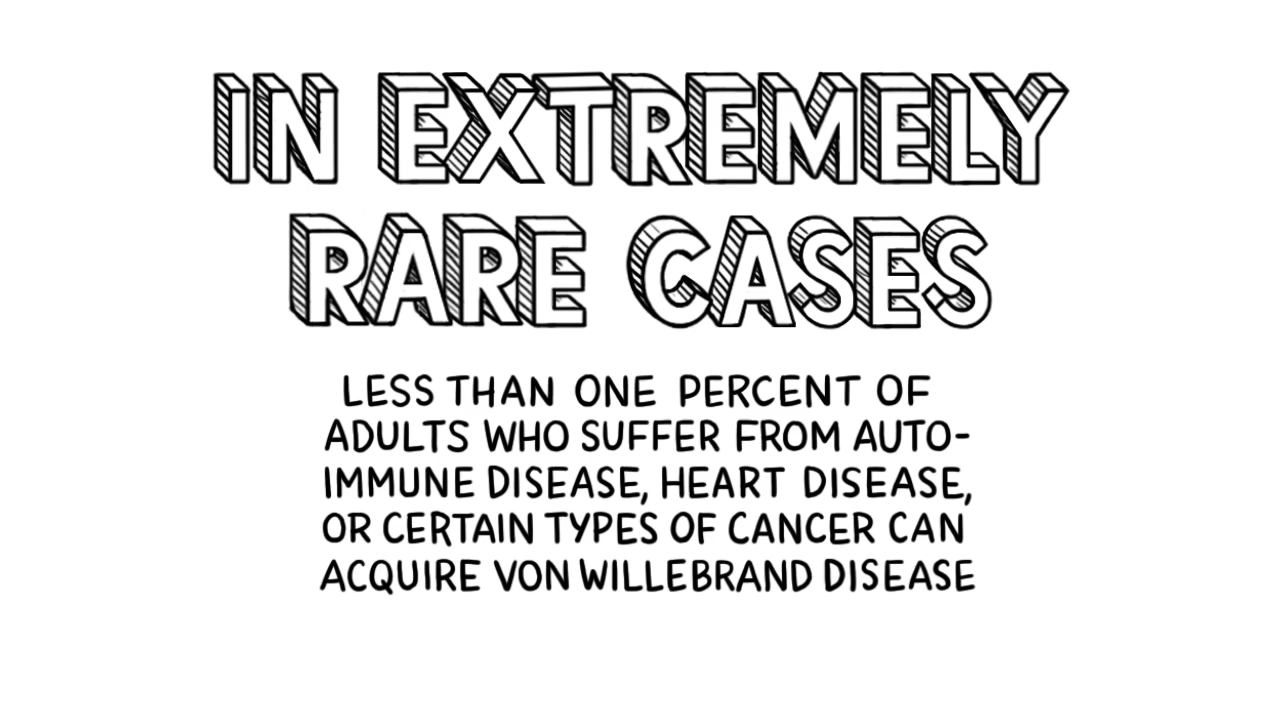 IN EXTREMELY
RARE CASES
LESS THAN ONE PERCENT OF
ADULTS WHO SUFFER FROM AUTO-
IMMUNE DISEASE, HEART DISEASE,
OR CERTAIN TYPES OF CANCER CAN
ACQUIRE VON WILLEBRAND DISEASE